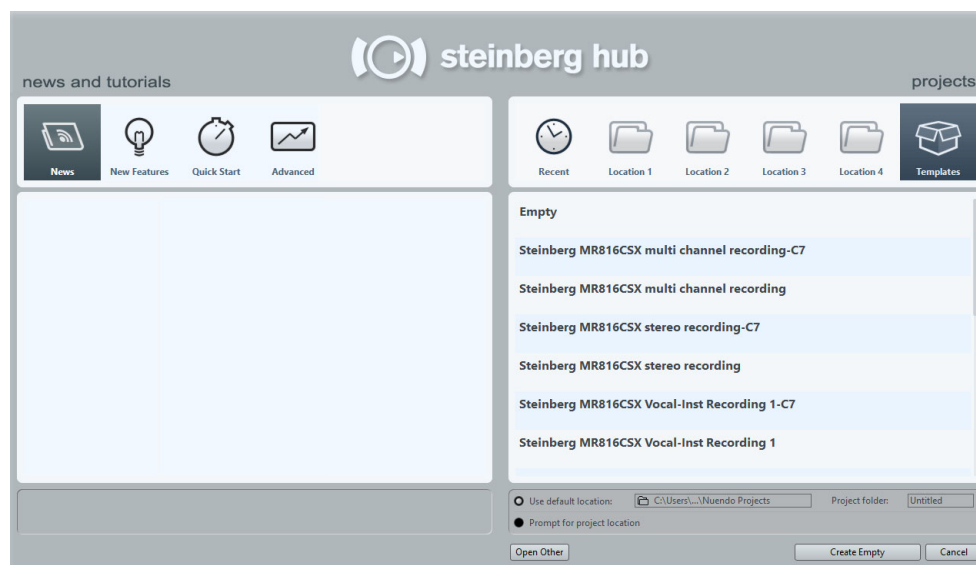 steinberg hub
news and tutorials
projects
News
New Features
Quick Start
Advanced
Recent
Location 1
Location 2
Location 3
Location 4
Templates
Empty
Steinberg MR816CSX multi channel recording-C7
Steinberg MR816CSX multi channel recording
Steinberg MR816CSX stereo recording-C7
Steinberg MR816CSX stereo recording
Steinberg MR816CSX Vocal-Inst Recording 1-C7
Steinberg MR816CSX Vocal-Inst Recording 1
Use default location: C:\Users\...\Nuendo Projects Project folder: Untitled
Prompt for project location
Open Other Create Empty Cancel